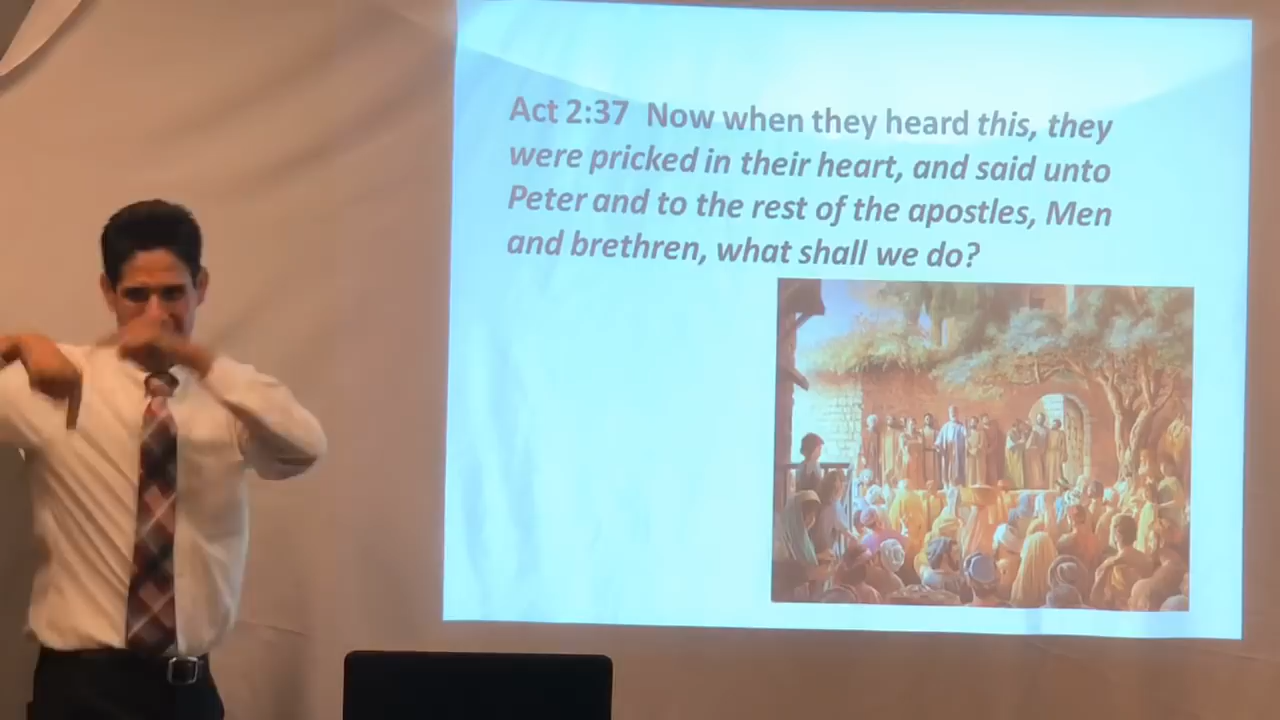 Act 2:37 Now when they heard this, they
were pricked in their heart, and said unto
Peter and to the rest of the apostles, Men
and brethren, what shall we do?